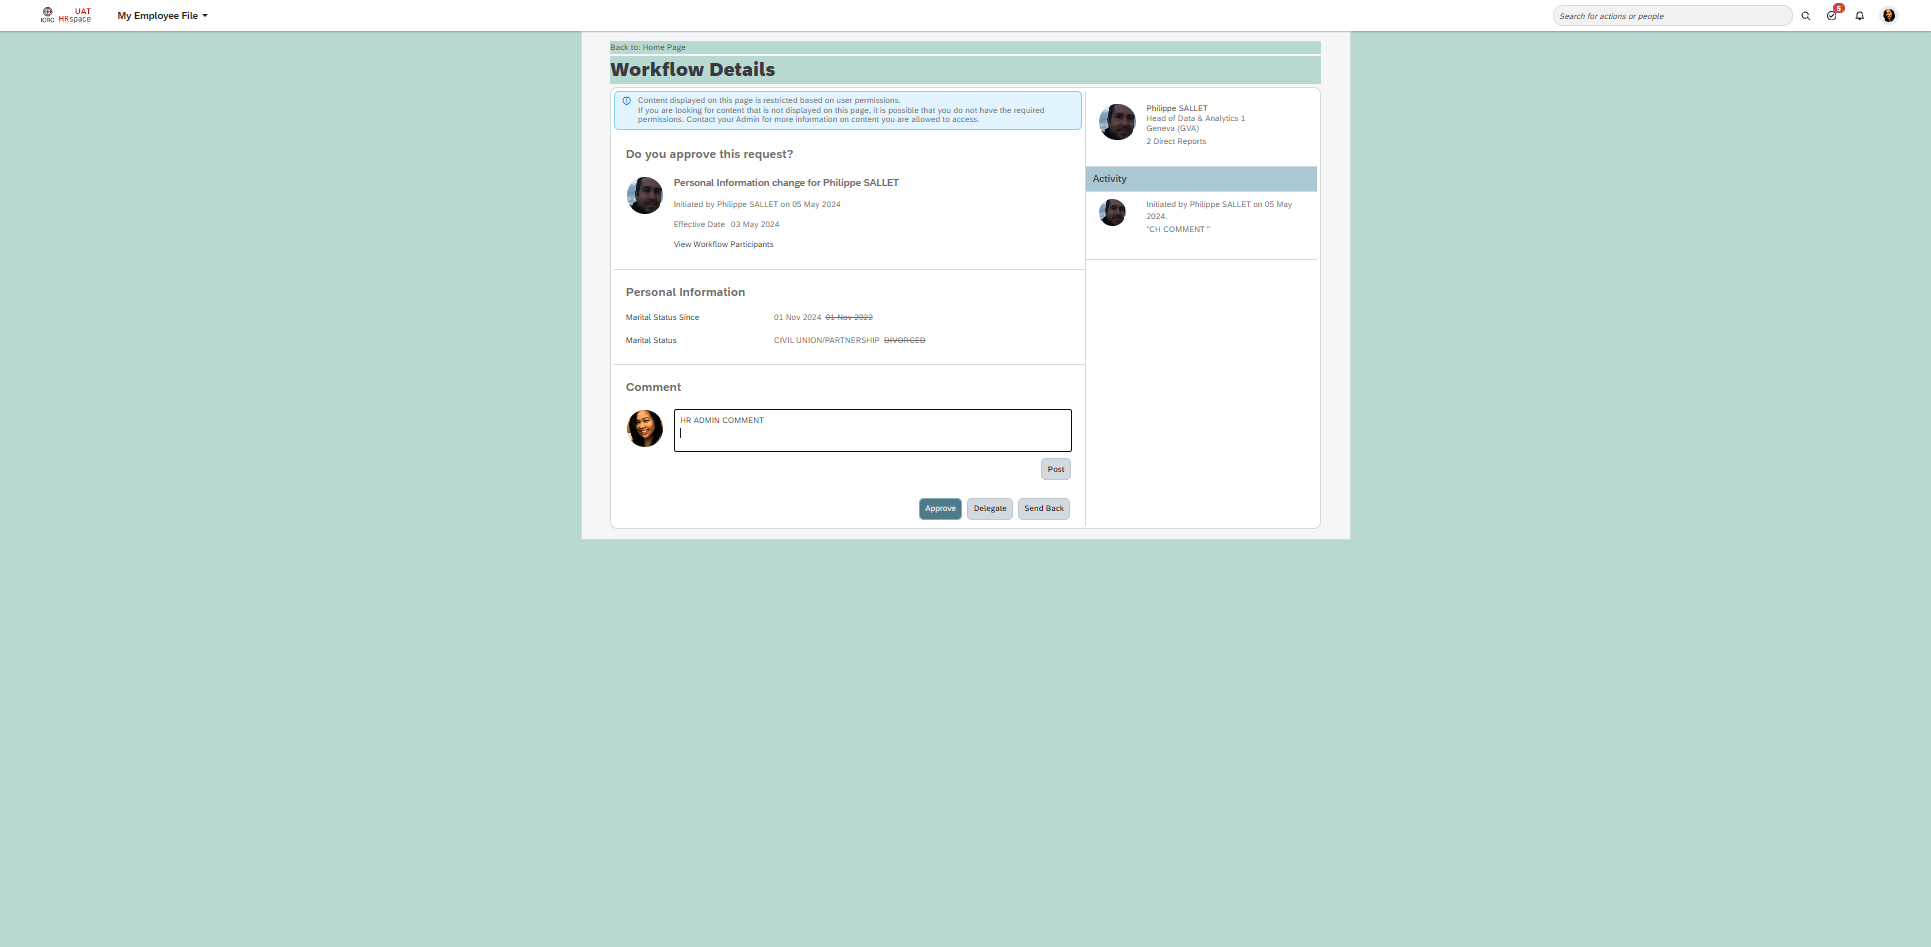 ICRC
UAT
HRspace
My Employee File
Search for actions or people
5
Back to: Home Page
Workflow Details
Content displayed on this page is restricted based on user permissions.
If you are looking for content that is not displayed on this page, it is possible that you do not have the required
permissions. Contact your Admin for more information on content you are allowed to access.
Do you approve this request?
Personal Information change for Philippe SALLET
Initiated by Philippe SALLET on 05 May 2024
Effective Date 03 May 2024
View Workflow Participants
Personal Information
Marital Status Since 01 Nov 2024 01 Nov 2022
Marital Status CIVIL UNION/PARTNERSHIP DIVORCED
Comment
HR ADMIN COMMENT
Post
Approve Delegate Send Back
Philippe SALLET
Head of Data & Analytics 1
Geneva (GVA)
2 Direct Reports
Activity
Initiated by Philippe SALLET on 05 May
2024.
"CH COMMENT "